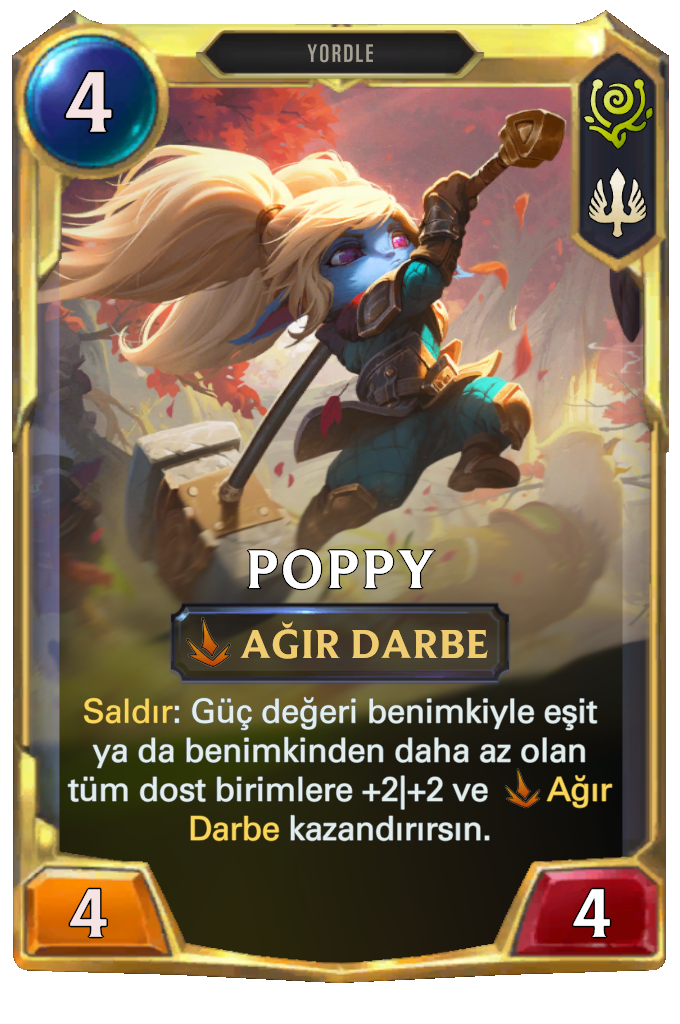 YORDLE
4
POPPY
AĞIR DARBE
Saldır: Güç değeri benimkiyle eşit
ya da benimkinden daha az olan
tüm dost birimlere +2|+2 ve Ağır
Darbe kazandırırsın.
4
4